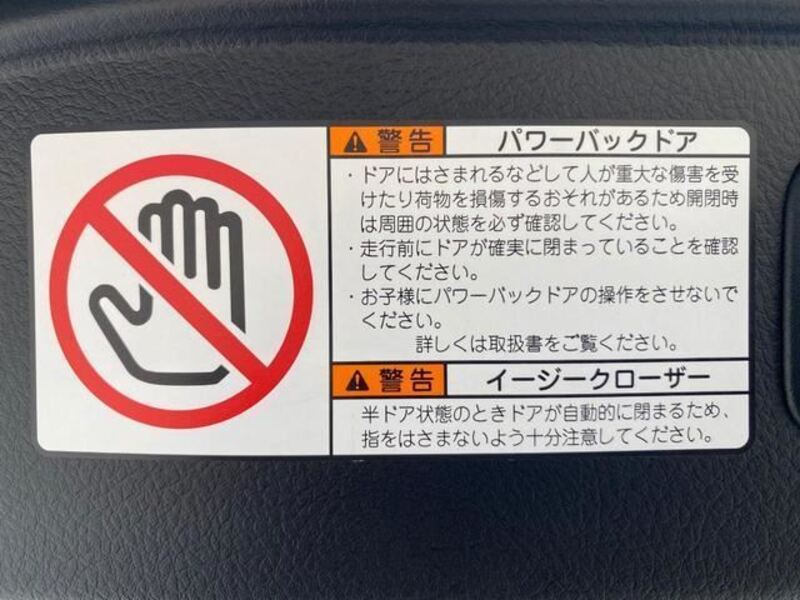 警告 パワーバックドア
・ドアにはさまれるなどして人が重大な傷害を受
けたり荷物を損傷するおそれがあるため開閉時
は周囲の状態を必ず確認してください。
・走行前にドアが確実に閉まっていることを確認
してください。
・お子様にパワーバックドアの操作をさせないで
ください。
詳しくは取扱書をご覧ください。
警告 イージークローザー
半ドア状態のときドアが自動的に閉まるため、
指をはさまないよう十分注意してください。